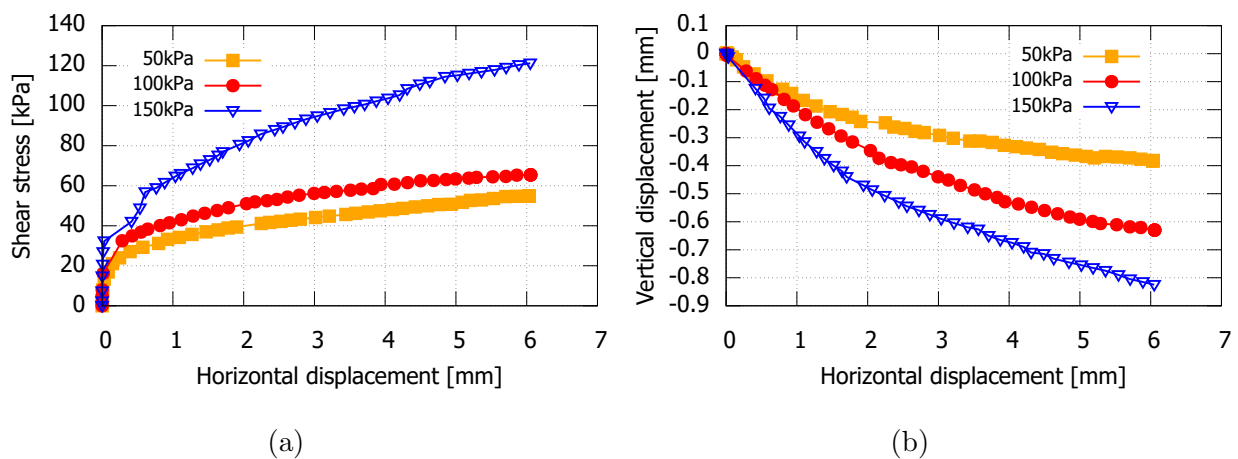 140
120
100
80
60
40
20
0
0 1 2 3 4 5 6 7
Shear stress [kPa]
Horizontal displacement [mm]
50kPa
100kPa
150kPa
(a)
0.1
0
-0.1
-0.2
-0.3
-0.4
-0.5
-0.6
-0.7
-0.8
-0.9
0 1 2 3 4 5 6 7
Vertical displacement [mm]
Horizontal displacement [mm]
50kPa
100kPa
150kPa
(b)